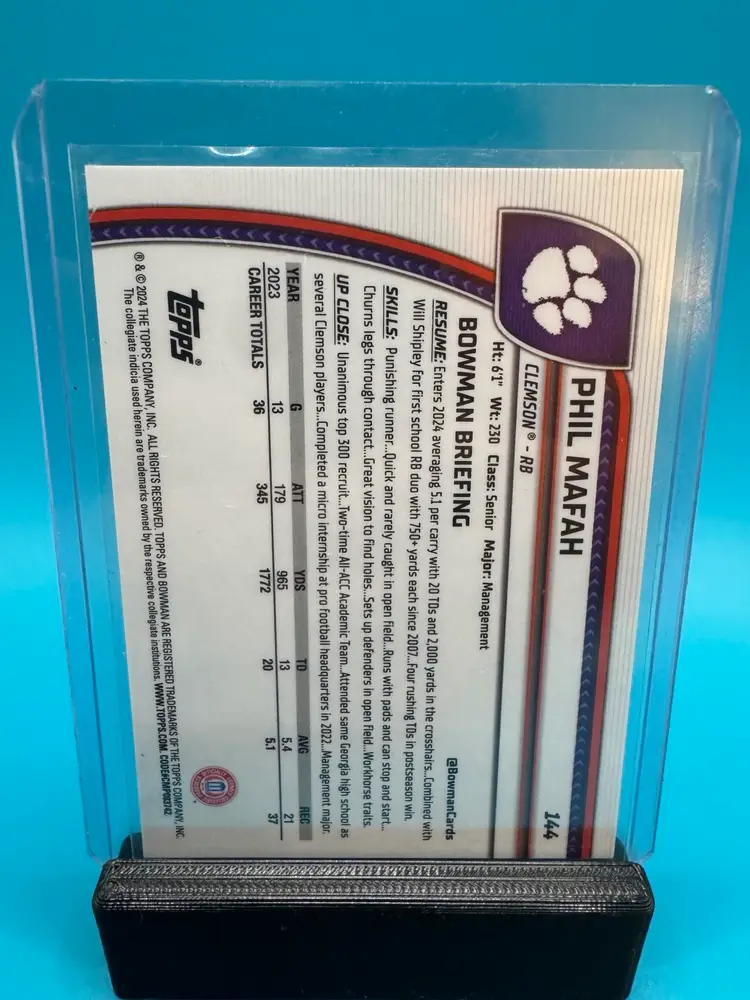 144
PHIL MAFAH
CLEMSON® - RB
Ht: 6'1" Wt: 230 Class: Senior Major: Management
@BowmanCards
BOWMAN BRIEFING
RESUME: Enters 2024 averaging 5.1 per carry with 20 TDs and 2,000 yards in the crosshairs...Combined with
Will Shipley for first school RB duo with 750+ yards each since 2007...Four rushing TDs in postseason win.
SKILLS: Punishing runner...Quick and rarely caught in open field...Runs with pads and can stop and start...
Churns legs through contact...Great vision to find holes...Sets up defenders in open field...Workhorse traits.
UP CLOSE: Unanimous top 300 recruit...Two-time All-ACC Academic Team...Attended same Georgia high school as
several Clemson players...Completed a micro internship at pro football headquarters in 2022...Management major.
YEAR G ATT YDS TD AVG REC
2023 13 179 965 13 5.4 21
CAREER TOTALS 36 345 1772 20 5.1 37
topps®
® & © 2024 THE TOPPS COMPANY, INC. ALL RIGHTS RESERVED. TOPPS AND BOWMAN ARE REGISTERED TRADEMARKS OF THE TOPPS COMPANY, INC.
The collegiate indicia used herein are trademarks owned by the respective collegiate institutions. WWW.TOPPS.COM. CODE#CMP093742